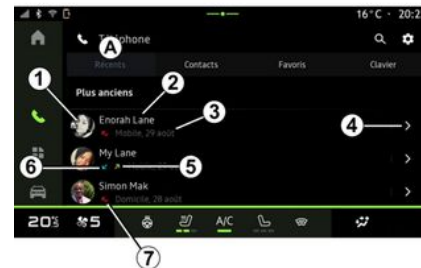 16°C · 20:2
Téléphone
A
Récents Contacts Favoris Clavier
Plus anciens
1 2 3 4
Enorah Lane
Mobile, 29 août
My Lane
6 5
Simon Mak
Domicile, 28 août
20 5 A/C
7